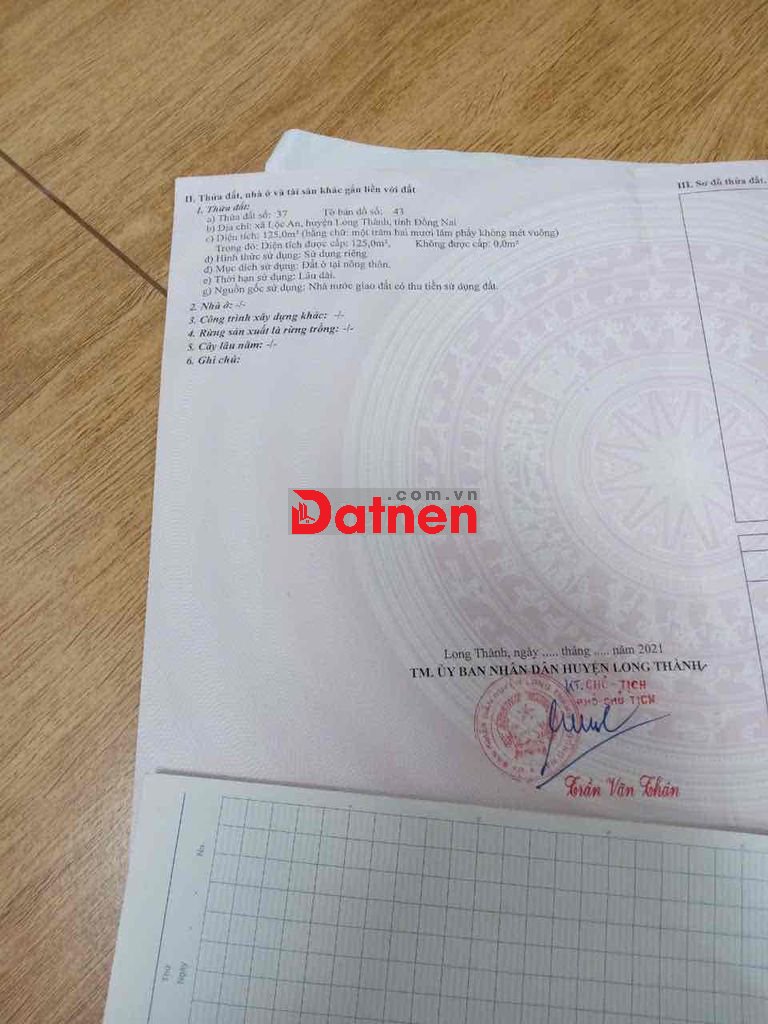 II. Thửa đất, nhà ở và tài sản khác gắn liền với đất
1. Thửa đất:
a) Thửa đất số: 37 Tờ bản đồ số: 43
b) Địa chỉ: xã Lộc An, huyện Long Thành, tỉnh Đồng Nai
c) Diện tích: 125,0m² (bằng chữ: một trăm hai mươi lăm phẩy không mét vuông)
Trong đó: Diện tích được cấp: 125,0m², Không được cấp: 0,0m²
d) Hình thức sử dụng: Sử dụng riêng
đ) Mục đích sử dụng: Đất ở tại nông thôn.
e) Thời hạn sử dụng: Lâu dài.
g) Nguồn gốc sử dụng: Nhà nước giao đất có thu tiền sử dụng đất.
2. Nhà ở: -/-
3. Công trình xây dựng khác: -/-
4. Rừng sản xuất là rừng trồng: -/-
5. Cây lâu năm: -/-
6. Ghi chú:
III. Sơ đồ thửa đất,
.com.vn
Datnen
Long Thành, ngày ..... tháng ..... năm 2021
TM. ỦY BAN NHÂN DÂN HUYỆN LONG THÀNH
KT. CHỦ TỊCH
PHÓ CHỦ TỊCH
Trần Văn Thân
Thứ
Ngày
No.